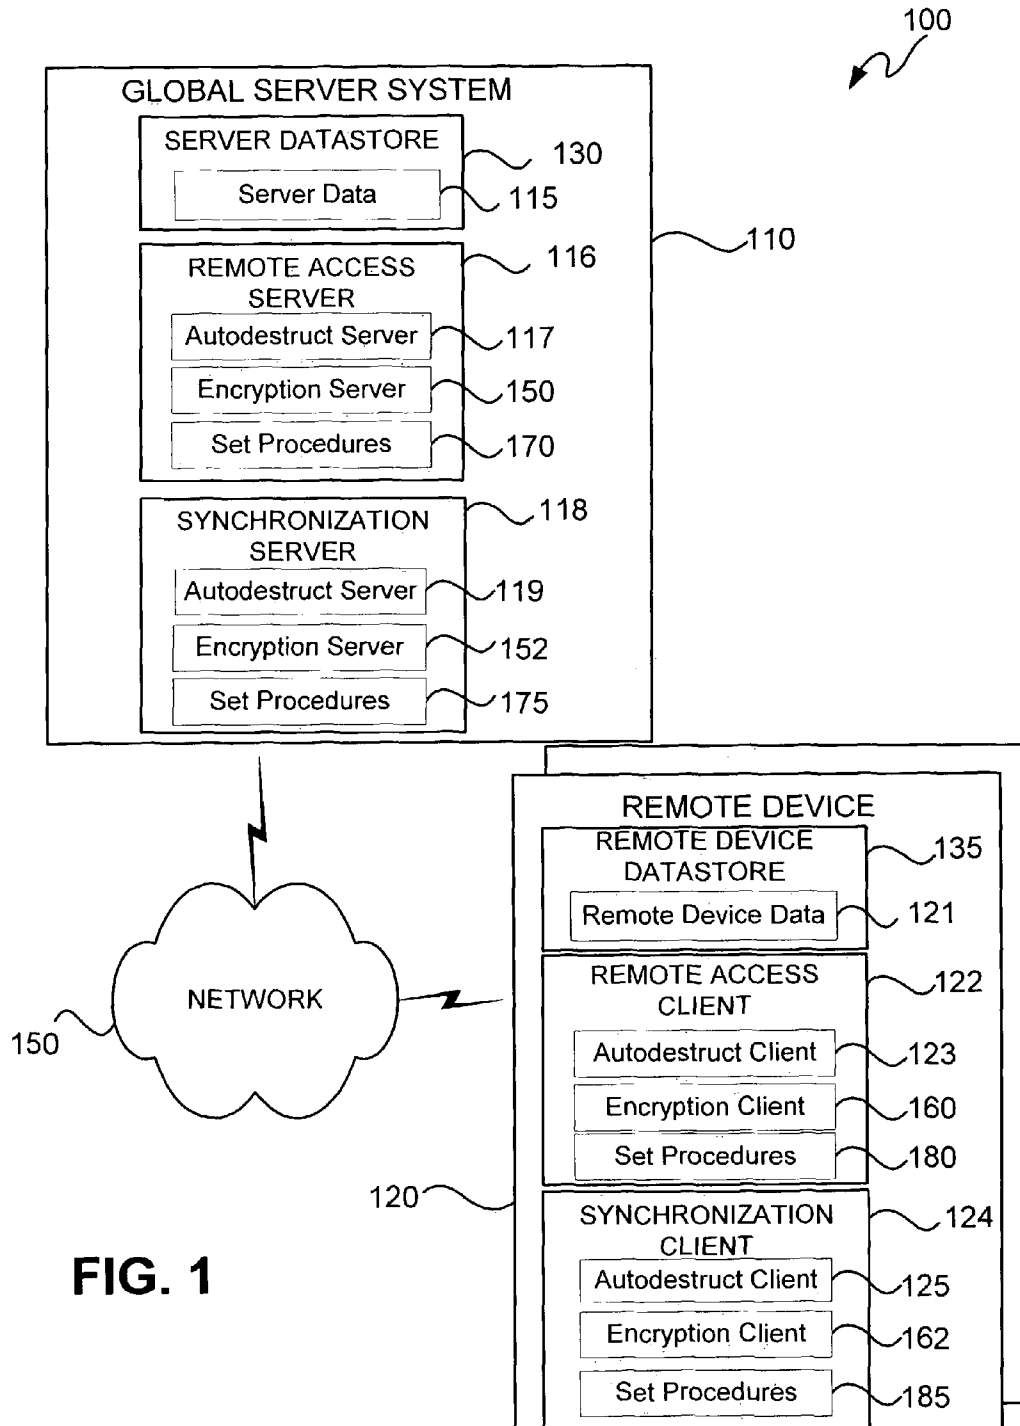 100
GLOBAL SERVER SYSTEM
SERVER DATASTORE
130
Server Data
115
110
REMOTE ACCESS
SERVER
116
Autodestruct Server
117
Encryption Server
150
Set Procedures
170
SYNCHRONIZATION
SERVER
118
Autodestruct Server
119
Encryption Server
152
Set Procedures
175
NETWORK
150
REMOTE DEVICE
REMOTE DEVICE
DATASTORE
135
Remote Device Data
121
REMOTE ACCESS
CLIENT
122
Autodestruct Client
123
Encryption Client
160
Set Procedures
180
120
SYNCHRONIZATION
CLIENT
124
Autodestruct Client
125
Encryption Client
162
Set Procedures
185
FIG. 1